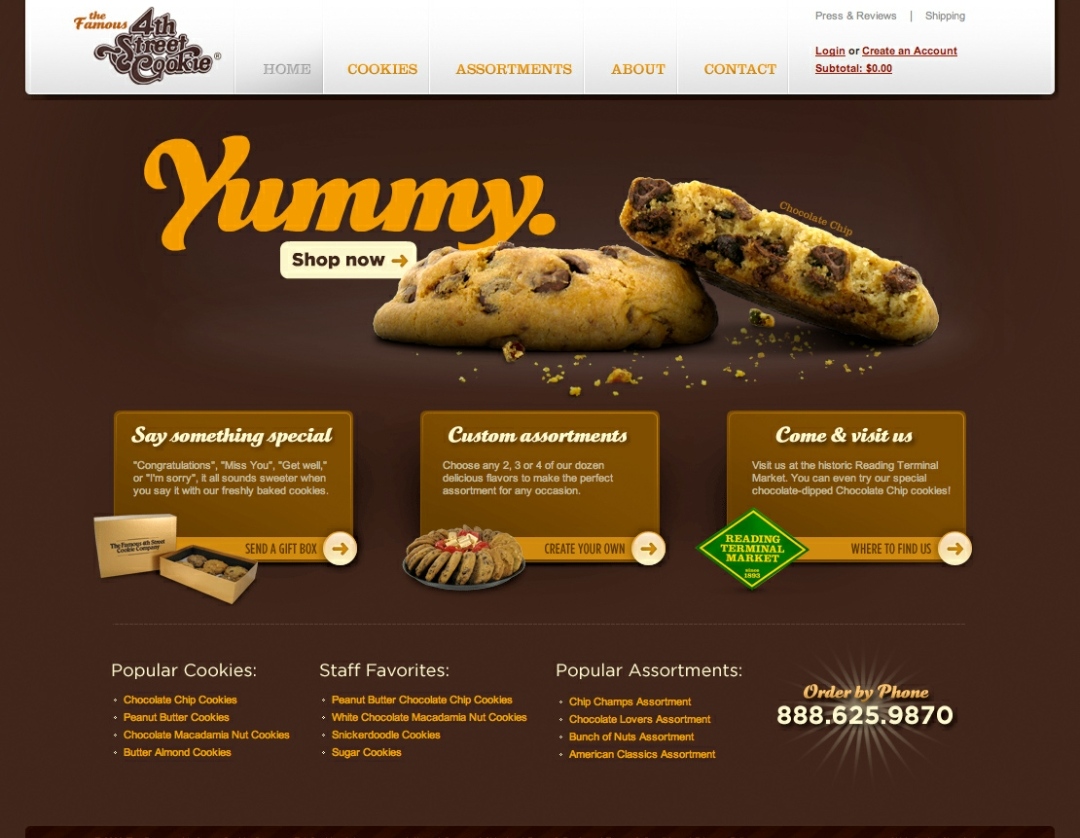 the
Famous 4th
Street
Cookie®
Press & Reviews | Shipping
Login or Create an Account
Subtotal: $0.00
HOME COOKIES ASSORTMENTS ABOUT CONTACT
Yummy.
Chocolate Chip
Shop now
Say something special
"Congratulations", "Miss You", "Get well,"
or "I'm sorry", it all sounds sweeter when
you say it with our freshly baked cookies.
The Famous 4th Street
Cookie Company
SEND A GIFT BOX
Custom assortments
Choose any 2, 3 or 4 of our dozen
delicious flavors to make the perfect
assortment for any occasion.
CREATE YOUR OWN
Come & visit us
Visit us at the historic Reading Terminal
Market. You can even try our special
chocolate-dipped Chocolate Chip cookies!
READING
TERMINAL
MARKET
since
1893
WHERE TO FIND US
Popular Cookies:
Chocolate Chip Cookies
Peanut Butter Cookies
Chocolate Macadamia Nut Cookies
Butter Almond Cookies
Staff Favorites:
Peanut Butter Chocolate Chip Cookies
White Chocolate Macadamia Nut Cookies
Snickerdoodle Cookies
Sugar Cookies
Popular Assortments:
Chip Champs Assortment
Chocolate Lovers Assortment
Bunch of Nuts Assortment
American Classics Assortment
Order by Phone
888.625.9870